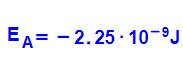 E_A = −2.25·10⁻⁹J